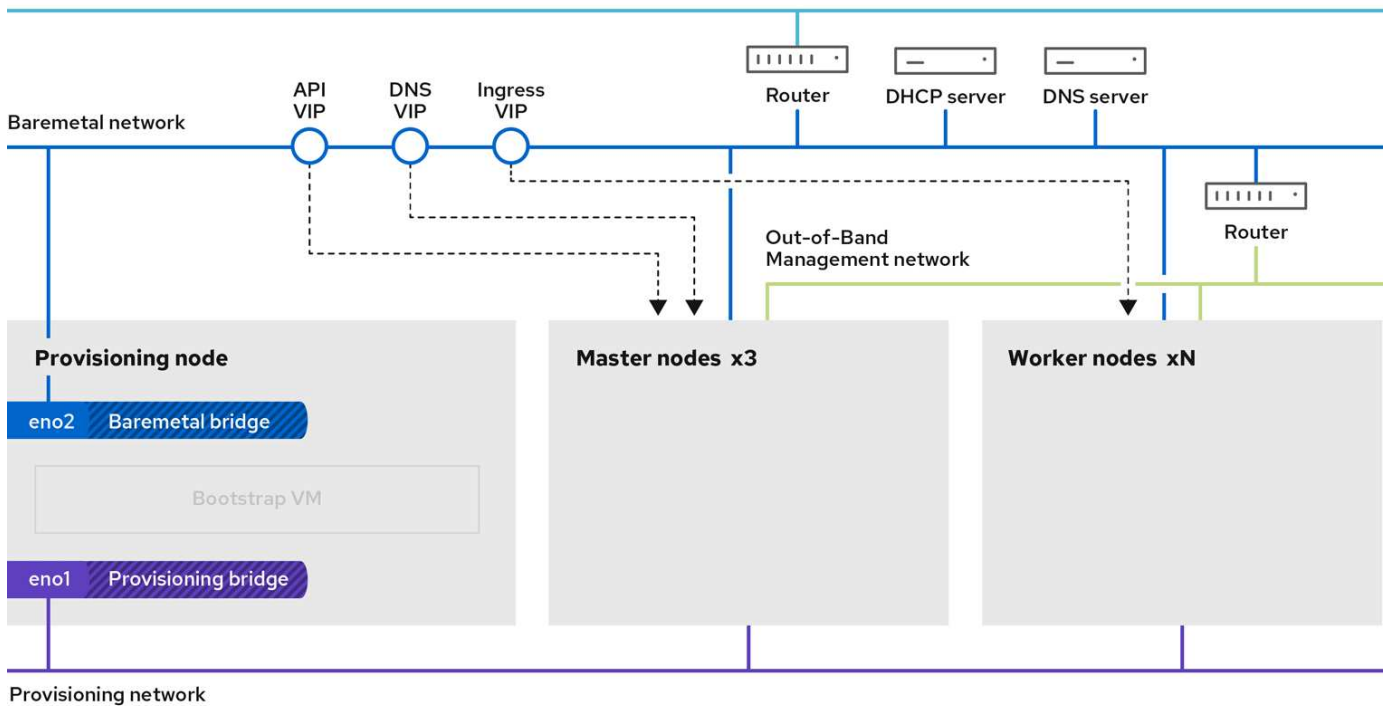 API
VIP
DNS
VIP
Ingress
VIP
Router
DHCP server
DNS server
Baremetal network
Router
Out-of-Band
Management network
Provisioning node
Master nodes x3
Worker nodes xN
eno2
Baremetal bridge
Bootstrap VM
eno1
Provisioning bridge
Provisioning network